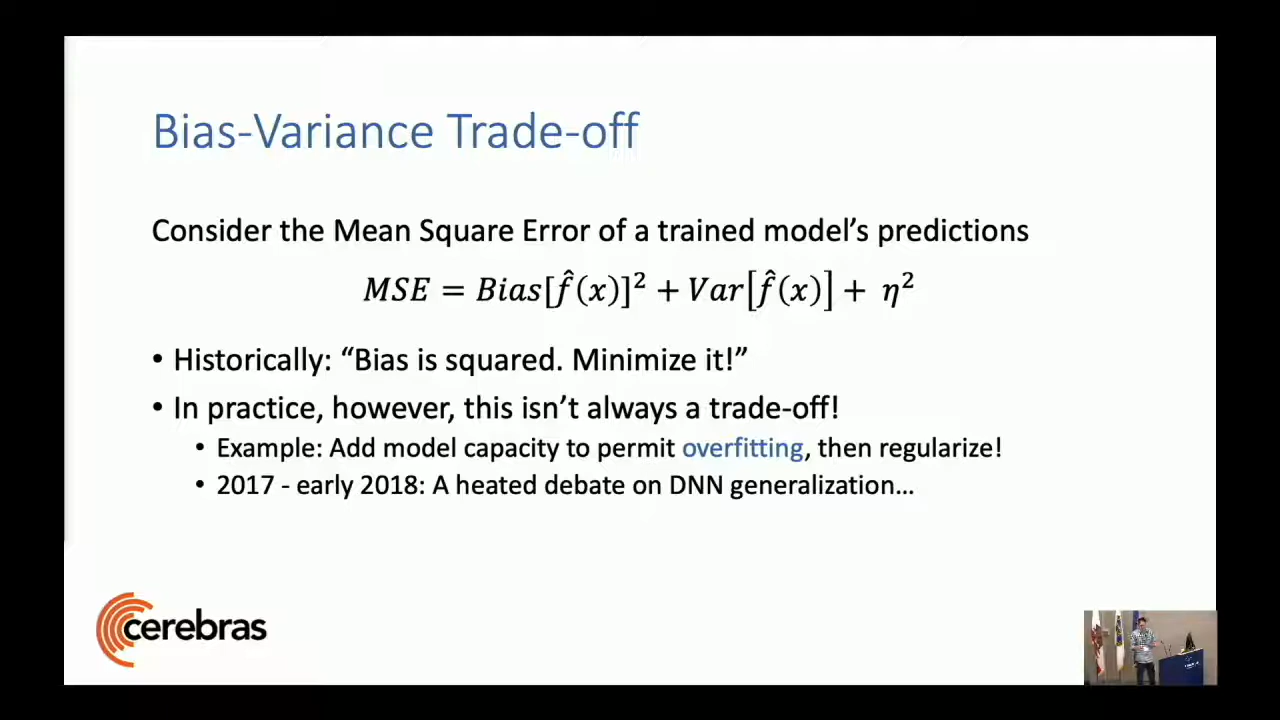 Bias-Variance Trade-off
Consider the Mean Square Error of a trained model’s predictions
MSE = Bias[f̂(x)]² + Var[f̂(x)] + η²
• Historically: “Bias is squared. Minimize it!”
• In practice, however, this isn’t always a trade-off!
• Example: Add model capacity to permit overfitting, then regularize!
• 2017 - early 2018: A heated debate on DNN generalization…
cerebras